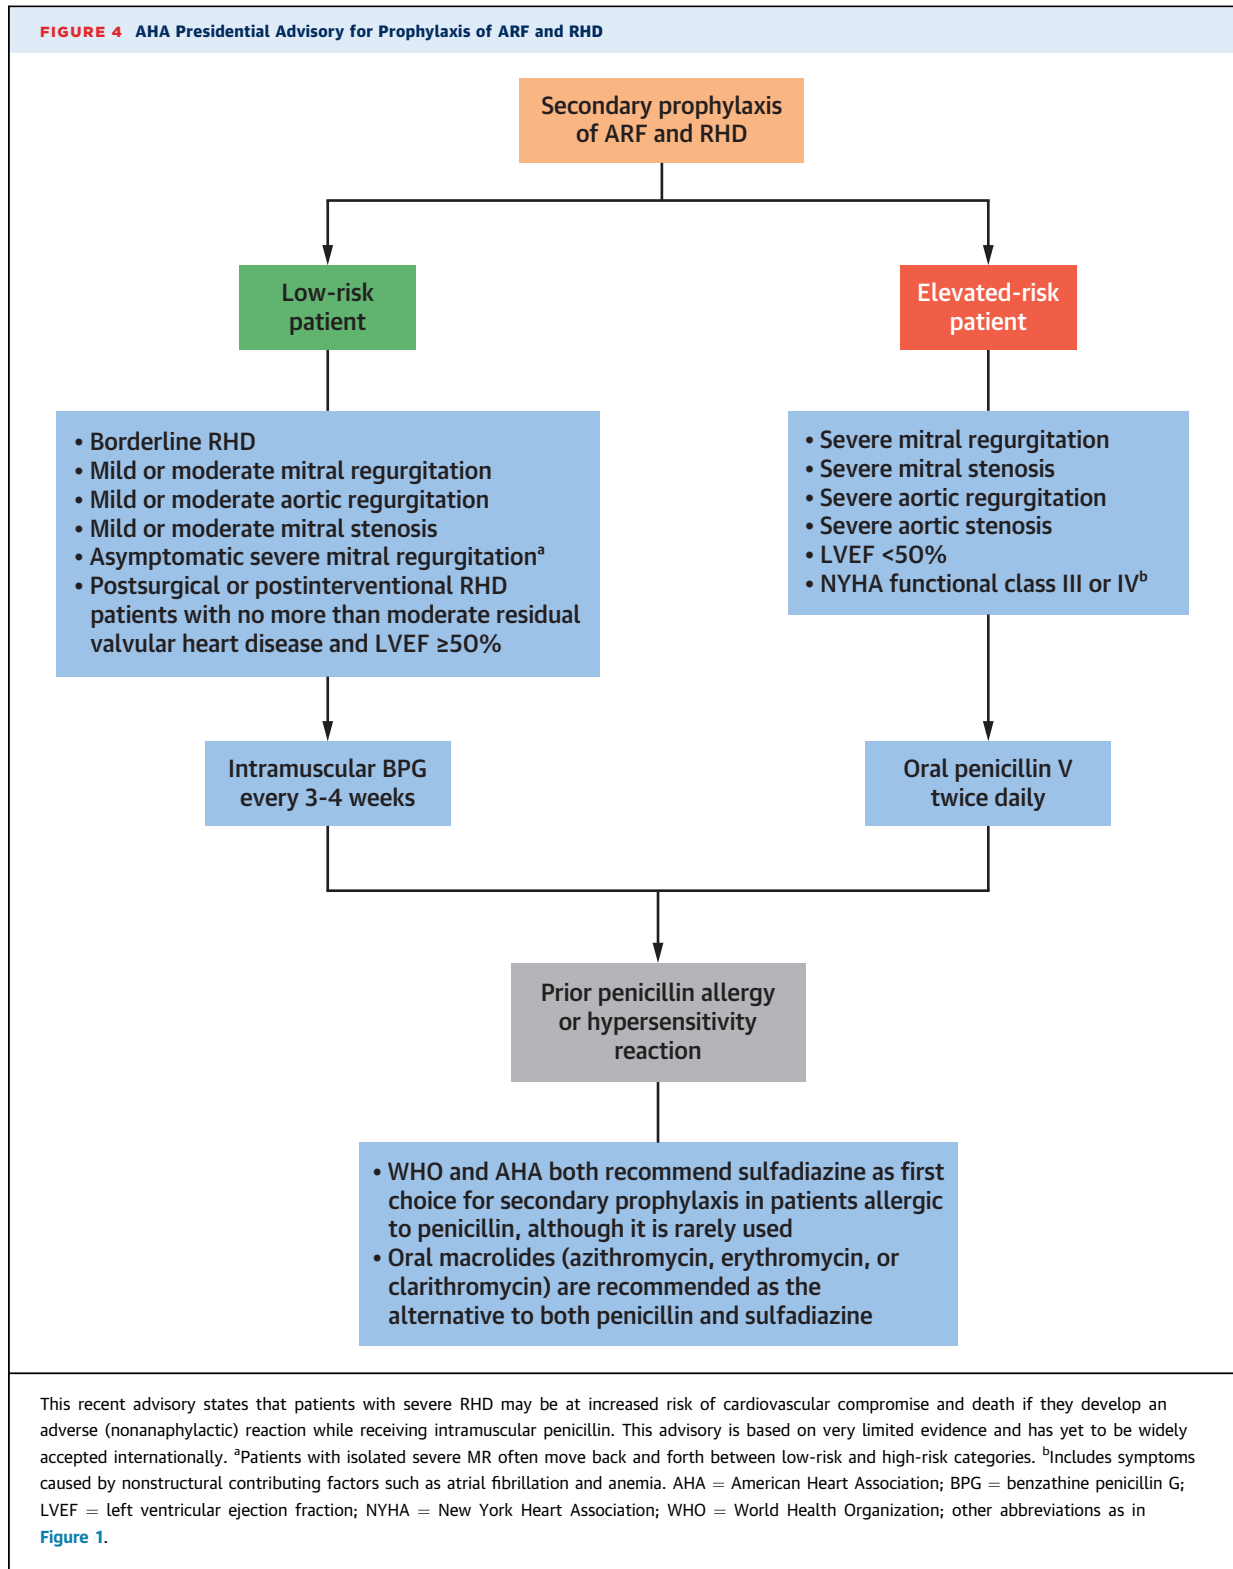 FIGURE 4 AHA Presidential Advisory for Prophylaxis of ARF and RHD
Secondary prophylaxis
of ARF and RHD
Low-risk
patient
Elevated-risk
patient
• Borderline RHD
• Mild or moderate mitral regurgitation
• Mild or moderate aortic regurgitation
• Mild or moderate mitral stenosis
• Asymptomatic severe mitral regurgitationᵃ
• Postsurgical or postinterventional RHD
patients with no more than moderate residual
valvular heart disease and LVEF ≥50%
• Severe mitral regurgitation
• Severe mitral stenosis
• Severe aortic regurgitation
• Severe aortic stenosis
• LVEF <50%
• NYHA functional class III or IVᵇ
Intramuscular BPG
every 3-4 weeks
Oral penicillin V
twice daily
Prior penicillin allergy
or hypersensitivity
reaction
• WHO and AHA both recommend sulfadiazine as first
choice for secondary prophylaxis in patients allergic
to penicillin, although it is rarely used
• Oral macrolides (azithromycin, erythromycin, or
clarithromycin) are recommended as the
alternative to both penicillin and sulfadiazine
This recent advisory states that patients with severe RHD may be at increased risk of cardiovascular compromise and death if they develop an
adverse (nonanaphylactic) reaction while receiving intramuscular penicillin. This advisory is based on very limited evidence and has yet to be widely
accepted internationally. ᵃPatients with isolated severe MR often move back and forth between low-risk and high-risk categories. ᵇIncludes symptoms
caused by nonstructural contributing factors such as atrial fibrillation and anemia. AHA = American Heart Association; BPG = benzathine penicillin G;
LVEF = left ventricular ejection fraction; NYHA = New York Heart Association; WHO = World Health Organization; other abbreviations as in
Figure 1.